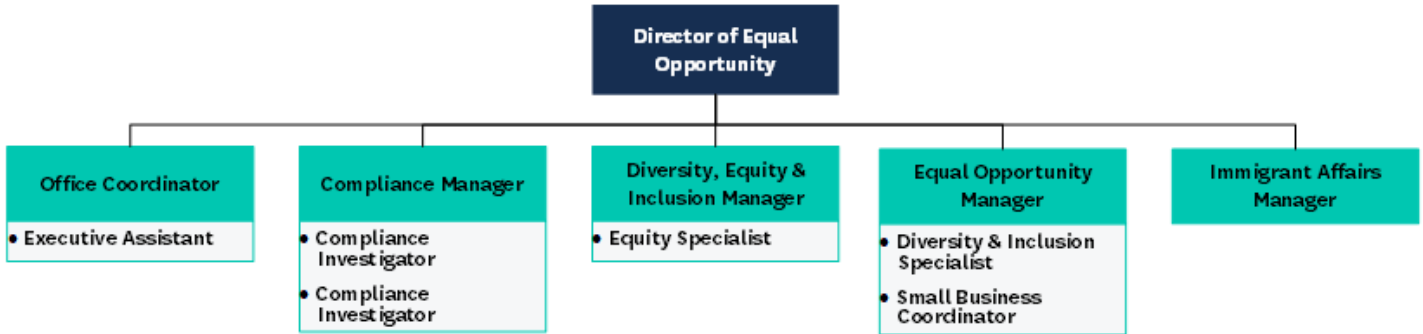 Director of Equal
Opportunity
Office Coordinator
• Executive Assistant
Compliance Manager
• Compliance
Investigator
• Compliance
Investigator
Diversity, Equity &
Inclusion Manager
• Equity Specialist
Equal Opportunity
Manager
• Diversity & Inclusion
Specialist
• Small Business
Coordinator
Immigrant Affairs
Manager